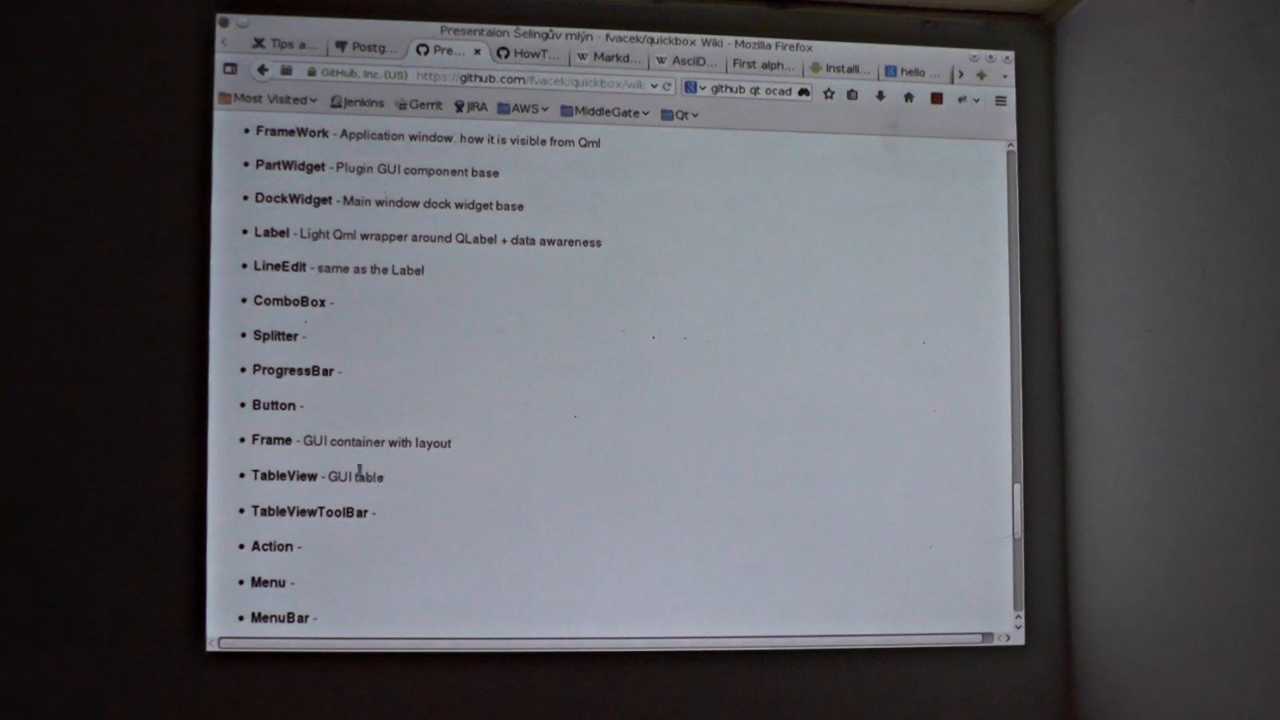 Presentaion Šelingův mlýn · fvacek/quickbox Wiki - Mozilla Firefox
Tips a... Postg... Pre... HowT... Markd... AsciiD... First alph... Installi... hello ...
GitHub, Inc. (US) https://github.com/fvacek/quickbox/wik github qt ocad
Most Visited Jenkins Gerrit JIRA AWS MiddleGate Qt
• FrameWork - Application window, how it is visible from Qml
• PartWidget - Plugin GUI component base
• DockWidget - Main window dock widget base
• Label - Light Qml wrapper around QLabel + data awareness
• LineEdit - same as the Label
• ComboBox -
• Splitter -
• ProgressBar -
• Button -
• Frame - GUI container with layout
• TableView - GUI table
• TableViewToolBar -
• Action -
• Menu -
• MenuBar -